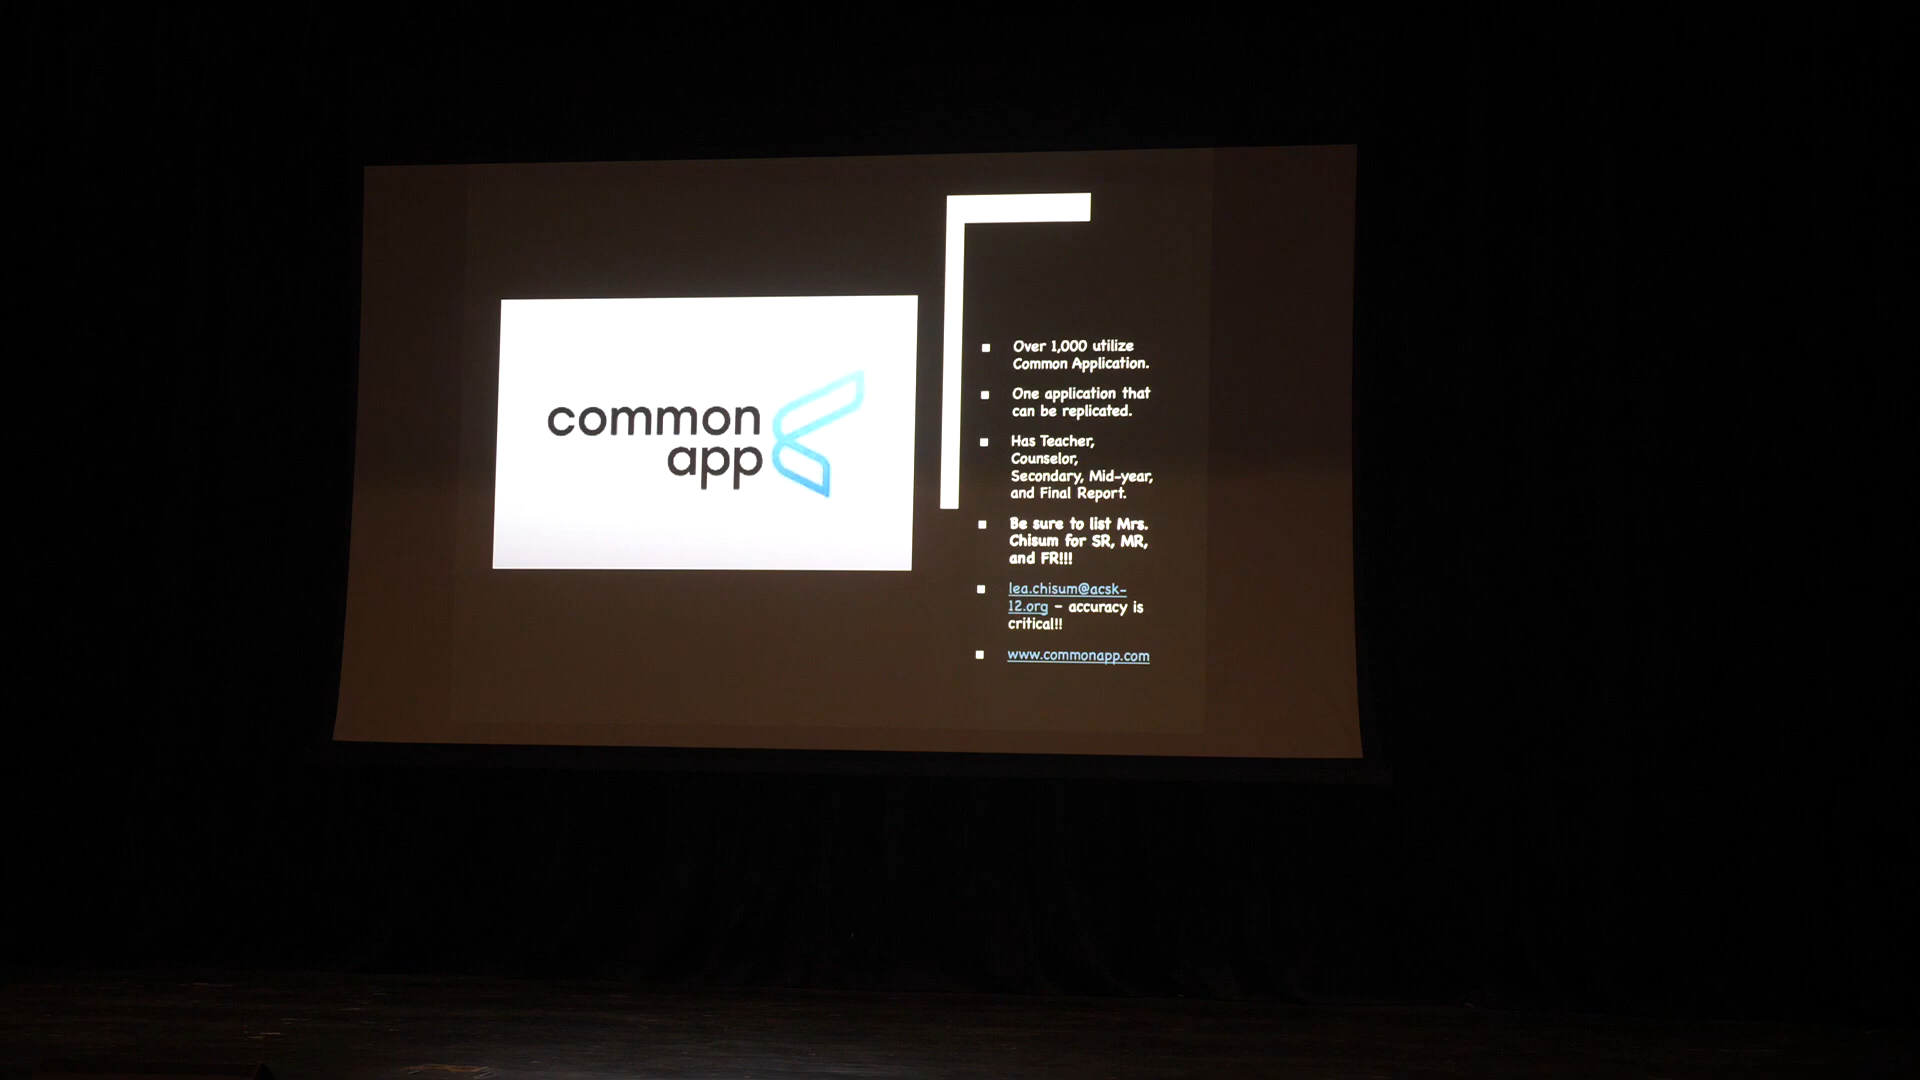 common
app
Over 1,000 utilize
Common Application.
One application that
can be replicated.
Has Teacher,
Counselor,
Secondary, Mid-year,
and Final Report.
Be sure to list Mrs.
Chisum for SR, MR,
and FR!!!
lea.chisum@acsk-
12.org - accuracy is
critical!!
www.commonapp.com